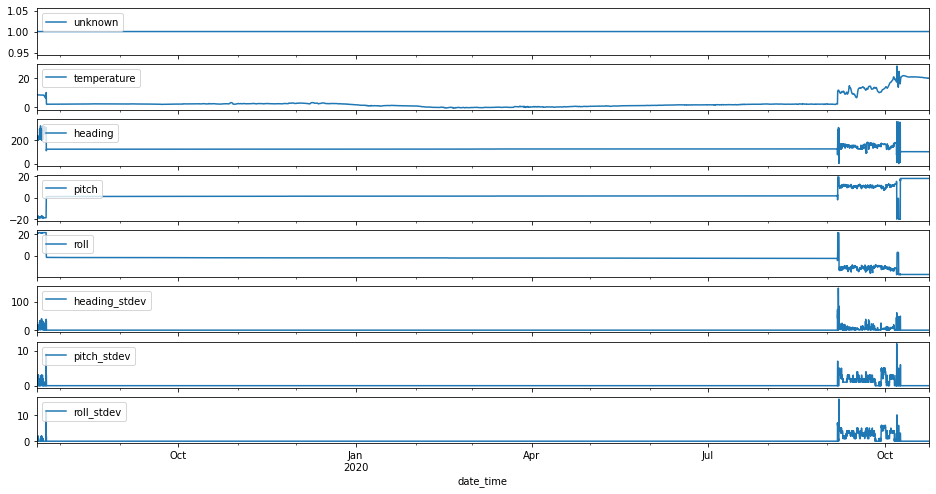 1.05
unknown
1.00
0.95
temperature
20
0
heading
200
0
20
pitch
0
−20
20
roll
0
heading_stdev
100
0
10
pitch_stdev
0
roll_stdev
10
0
Oct Jan Apr Jul Oct
2020
date_time